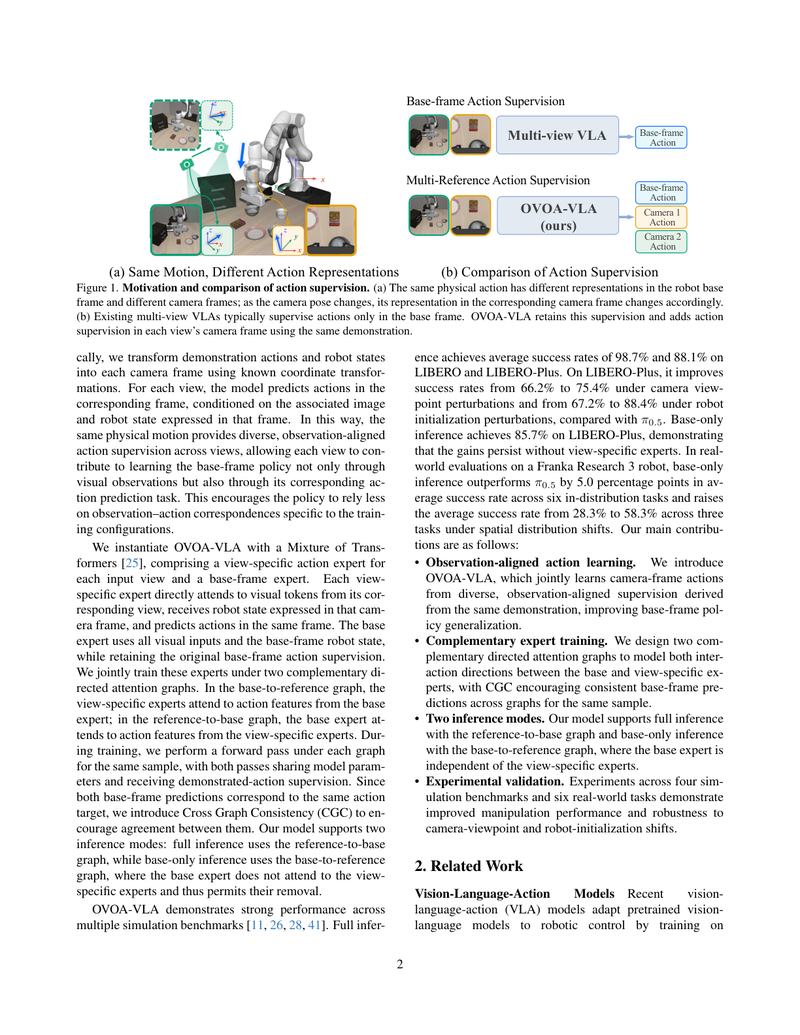 Base-frame Action Supervision
Multi-view VLA
Base-frame
Action
Multi-Reference Action Supervision
OVOA-VLA
(ours)
Base-frame
Action
Camera 1
Action
Camera 2
Action
(a) Same Motion, Different Action Representations
(b) Comparison of Action Supervision
Figure 1. Motivation and comparison of action supervision. (a) The same physical action has different representations in the robot base
frame and different camera frames; as the camera pose changes, its representation in the corresponding camera frame changes accordingly.
(b) Existing multi-view VLAs typically supervise actions only in the base frame. OVOA-VLA retains this supervision and adds action
supervision in each view's camera frame using the same demonstration.
cally, we transform demonstration actions and robot states
into each camera frame using known coordinate transfor-
mations. For each view, the model predicts actions in the
corresponding frame, conditioned on the associated image
and robot state expressed in that frame. In this way, the
same physical motion provides diverse, observation-aligned
action supervision across views, allowing each view to con-
tribute to learning the base-frame policy not only through
visual observations but also through its corresponding ac-
tion prediction task. This encourages the policy to rely less
on observation–action correspondences specific to the train-
ing configurations.
We instantiate OVOA-VLA with a Mixture of Trans-
formers [25], comprising a view-specific action expert for
each input view and a base-frame expert. Each view-
specific expert directly attends to visual tokens from its cor-
responding view, receives robot state expressed in that cam-
era frame, and predicts actions in the same frame. The base
expert uses all visual inputs and the base-frame robot state,
while retaining the original base-frame action supervision.
We jointly train these experts under two complementary di-
rected attention graphs. In the base-to-reference graph, the
view-specific experts attend to action features from the base
expert; in the reference-to-base graph, the base expert at-
tends to action features from the view-specific experts. Dur-
ing training, we perform a forward pass under each graph
for the same sample, with both passes sharing model param-
eters and receiving demonstrated-action supervision. Since
both base-frame predictions correspond to the same action
target, we introduce Cross Graph Consistency (CGC) to en-
courage agreement between them. Our model supports two
inference modes: full inference uses the reference-to-base
graph, while base-only inference uses the base-to-reference
graph, where the base expert does not attend to the view-
specific experts and thus permits their removal.
OVOA-VLA demonstrates strong performance across
multiple simulation benchmarks [11, 26, 28, 41]. Full infer-
ence achieves average success rates of 98.7% and 88.1% on
LIBERO and LIBERO-Plus. On LIBERO-Plus, it improves
success rates from 66.2% to 75.4% under camera view-
point perturbations and from 67.2% to 88.4% under robot
initialization perturbations, compared with π0.5. Base-only
inference achieves 85.7% on LIBERO-Plus, demonstrating
that the gains persist without view-specific experts. In real-
world evaluations on a Franka Research 3 robot, base-only
inference outperforms π0.5 by 5.0 percentage points in av-
erage success rate across six in-distribution tasks and raises
the average success rate from 28.3% to 58.3% across three
tasks under spatial distribution shifts. Our main contribu-
tions are as follows:
• Observation-aligned action learning. We introduce
OVOA-VLA, which jointly learns camera-frame actions
from diverse, observation-aligned supervision derived
from the same demonstration, improving base-frame pol-
icy generalization.
• Complementary expert training. We design two com-
plementary directed attention graphs to model both inter-
action directions between the base and view-specific ex-
perts, with CGC encouraging consistent base-frame pre-
dictions across graphs for the same sample.
• Two inference modes. Our model supports full inference
with the reference-to-base graph and base-only inference
with the base-to-reference graph, where the base expert is
independent of the view-specific experts.
• Experimental validation. Experiments across four sim-
ulation benchmarks and six real-world tasks demonstrate
improved manipulation performance and robustness to
camera-viewpoint and robot-initialization shifts.
2. Related Work
Vision-Language-Action Models Recent vision-
language-action (VLA) models adapt pretrained vision-
language models to robotic control by training on
2